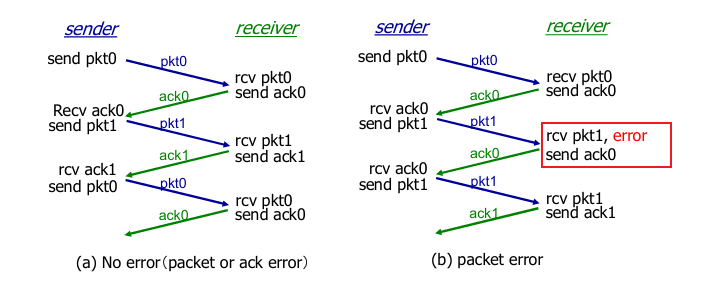 sender
receiver
send pkt0
pkt0
rcv pkt0
send ack0
ack0
Recv ack0
send pkt1
pkt1
rcv pkt1
send ack1
ack1
rcv ack1
send pkt0
pkt0
rcv pkt0
send ack0
ack0
(a) No error(packet or ack error)
sender
receiver
send pkt0
pkt0
recv pkt0
send ack0
ack0
rcv ack0
send pkt1
pkt1
rcv pkt1, error
send ack0
ack0
rcv ack0
send pkt1
pkt1
rcv pkt1
send ack1
ack1
(b) packet error